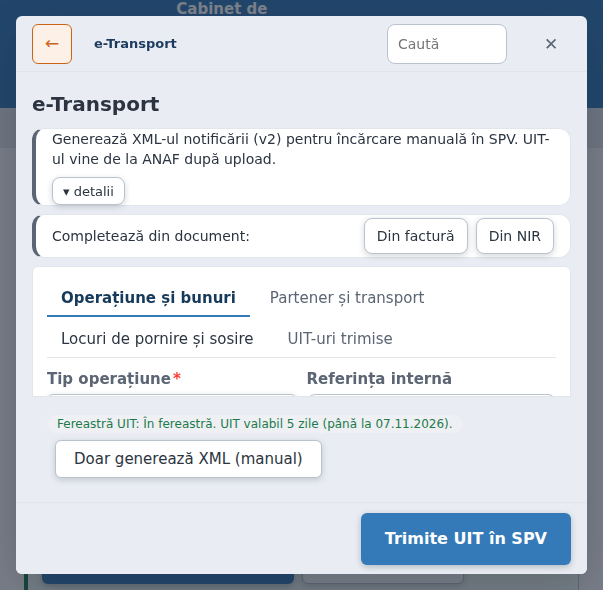 Cabinet de
←
e-Transport
Caută
✕
e-Transport
Generează XML-ul notificării (v2) pentru încărcare manuală în SPV. UIT-
ul vine de la ANAF după upload.
▾ detalii
Completează din document:
Din factură
Din NIR
Operațiune și bunuri
Partener și transport
Locuri de pornire și sosire
UIT-uri trimise
Tip operațiune*
Referința internă
Fereastră UIT: În fereastră. UIT valabil 5 zile (până la 07.11.2026).
Doar generează XML (manual)
Trimite UIT în SPV